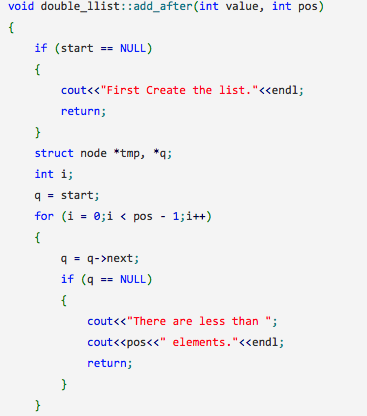 void double_llist::add_after(int value, int pos)
{
    if (start == NULL)
    {
        cout<<"First Create the list."<<endl;
        return;
    }
    struct node *tmp, *q;
    int i;
    q = start;
    for (i = 0;i < pos - 1;i++)
    {
        q = q->next;
        if (q == NULL)
        {
            cout<<"There are less than ";
            cout<<pos<<" elements."<<endl;
            return;
        }
    }